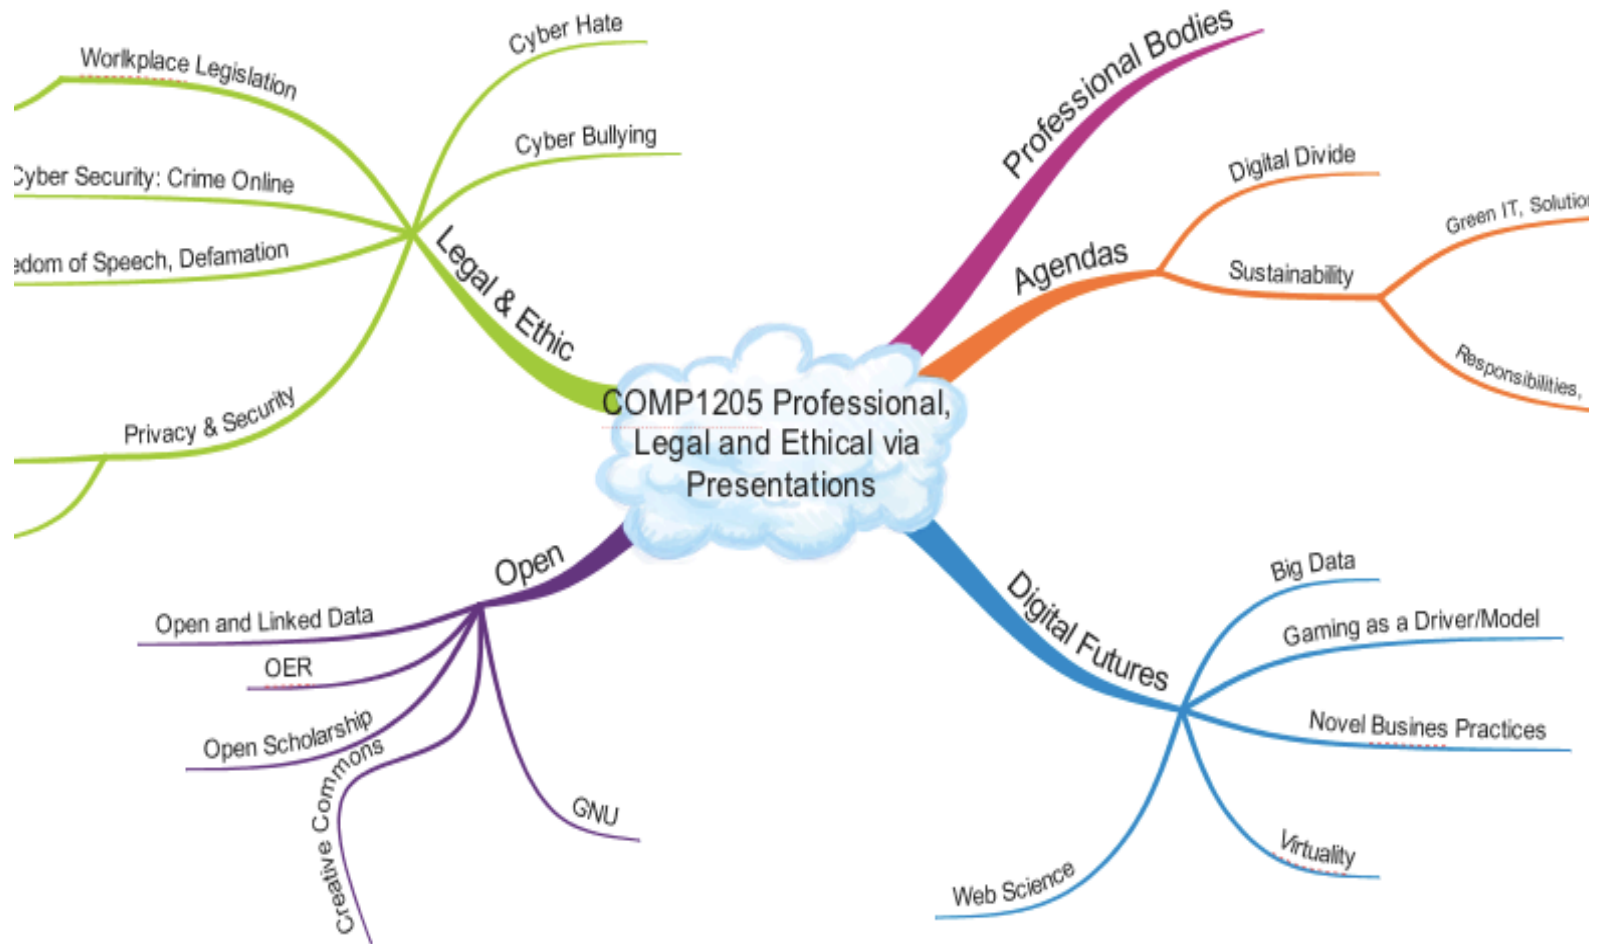 COMP1205 Professional,
Legal and Ethical via
Presentations
Legal & Ethic
Cyber Hate
Cyber Bullying
Worlkplace Legislation
Cyber Security: Crime Online
edom of Speech, Defamation
Privacy & Security
Professional Bodies
Agendas
Digital Divide
Sustainability
Green IT, Solution
Responsibilities,
Digital Futures
Big Data
Gaming as a Driver/Model
Novel Busines Practices
Virtuality
Web Science
Open
Open and Linked Data
OER
Open Scholarship
Creative Commons
GNU